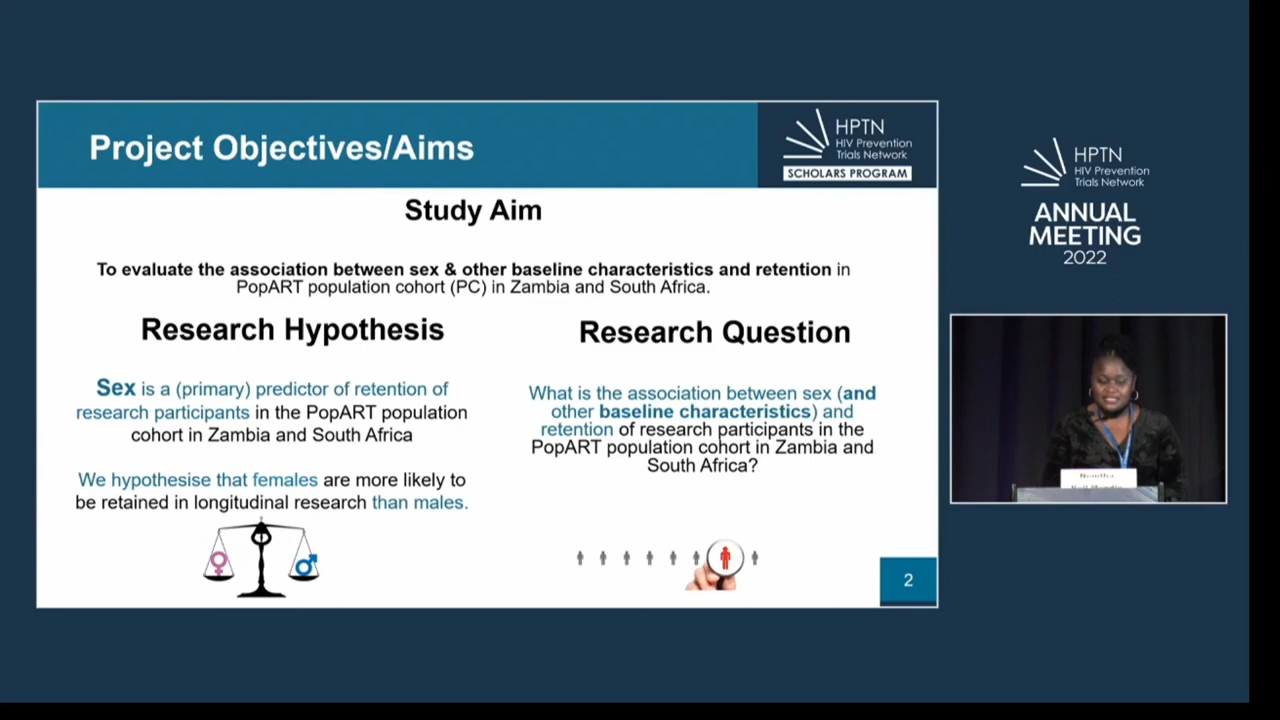 Project Objectives/Aims
HPTN
HIV Prevention
Trials Network
SCHOLARS PROGRAM
Study Aim
To evaluate the association between sex & other baseline characteristics and retention in
PopART population cohort (PC) in Zambia and South Africa.
Research Hypothesis
Sex is a (primary) predictor of retention of
research participants in the PopART population
cohort in Zambia and South Africa
We hypothesise that females are more likely to
be retained in longitudinal research than males.
Research Question
What is the association between sex (and
other baseline characteristics) and
retention of research participants in the
PopART population cohort in Zambia and
South Africa?
2
HPTN
HIV Prevention
Trials Network
ANNUAL
MEETING
2022